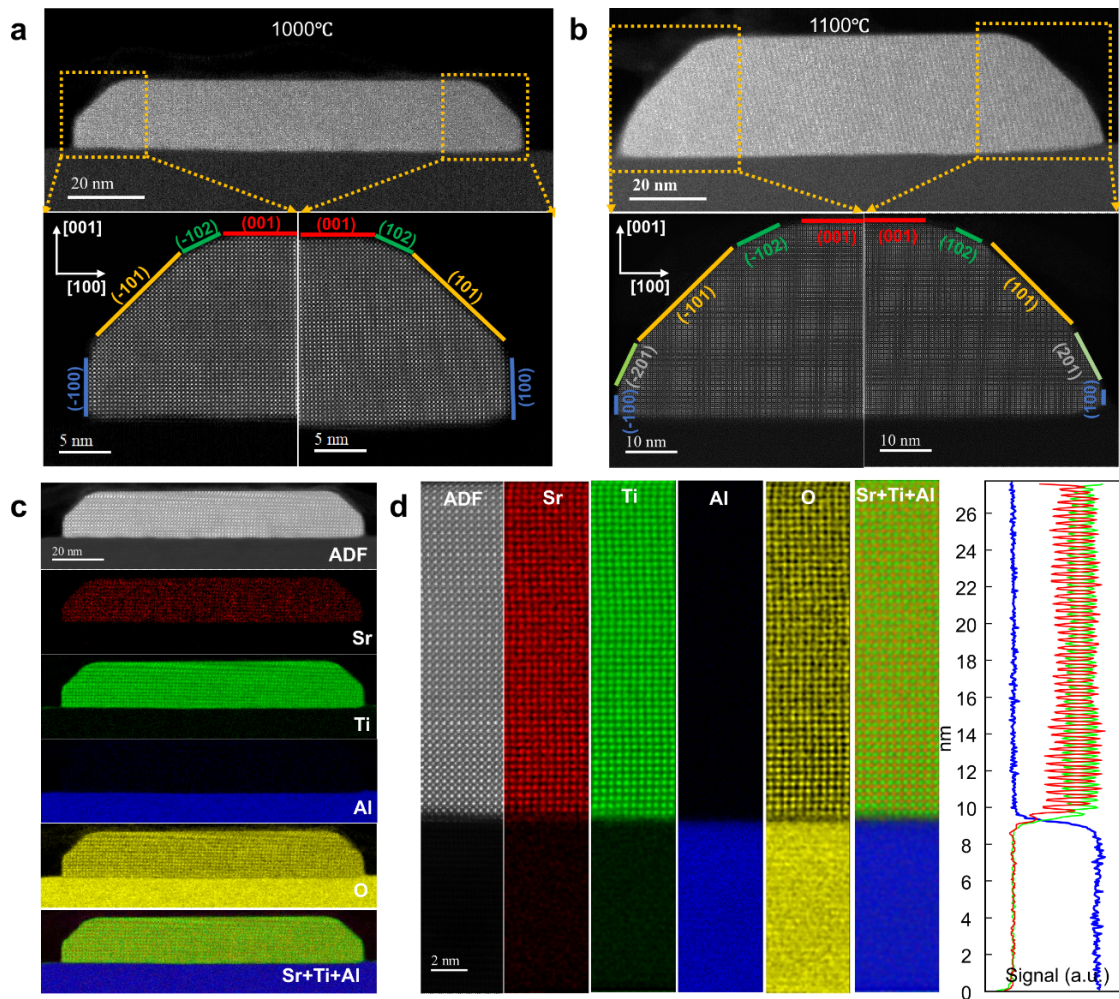 a
1000℃
20 nm
[001]
[100]
(-102)
(001)
(001)
(102)
(-101)
(101)
(-100)
(100)
5 nm
5 nm
b
1100℃
20 nm
[001]
[100]
(-102)
(001)
(001)
(102)
(-101)
(101)
(-201)
(201)
(-100)
(100)
10 nm
10 nm
c
20 nm
ADF
Sr
Ti
Al
O
Sr+Ti+Al
d
ADF
Sr
Ti
Al
O
Sr+Ti+Al
2 nm
26
24
22
20
18
16
14
12
10
8
6
4
2
0
nm
Signal (a.u.)